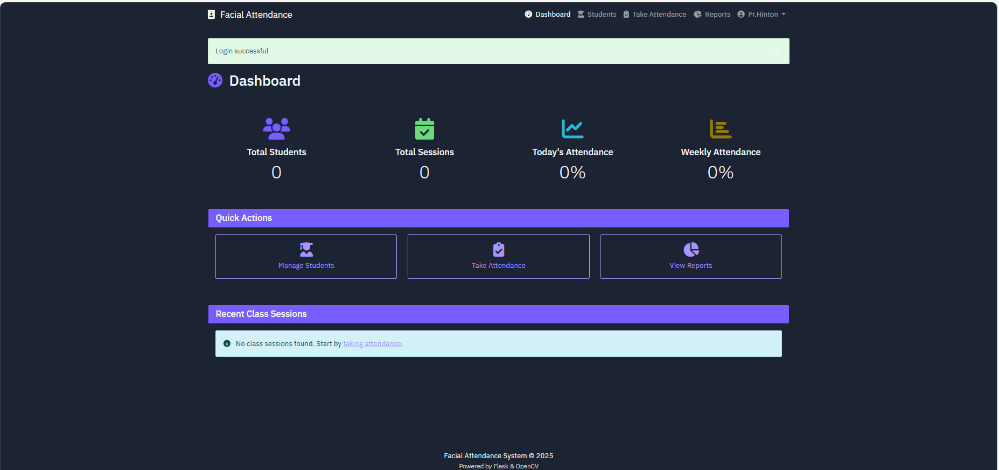 Facial Attendance
Dashboard Students Take Attendance Reports Pr.Hinton
Login successful
Dashboard
Total Students
0
Total Sessions
0
Today's Attendance
0%
Weekly Attendance
0%
Quick Actions
Manage Students
Take Attendance
View Reports
Recent Class Sessions
No class sessions found. Start by taking attendance.
Facial Attendance System © 2025
Powered by Flask & OpenCV